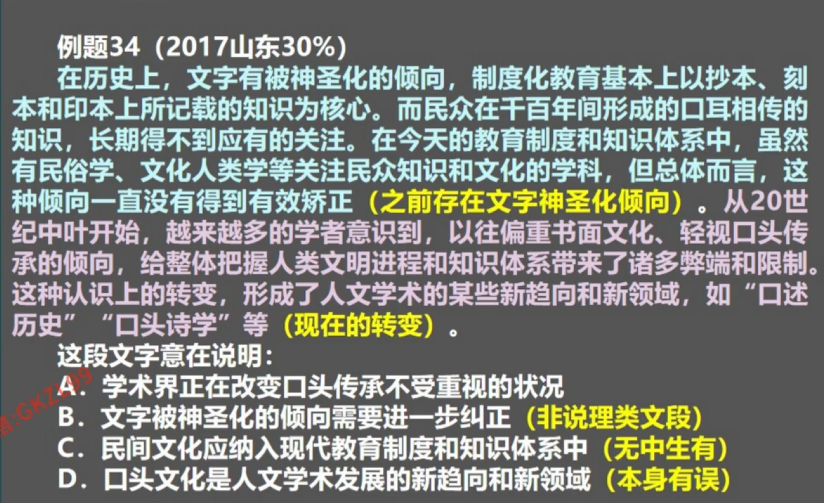 例题34（2017山东30%）
在历史上，文字有被神圣化的倾向，制度化教育基本上以抄本、刻
本和印本上所记载的知识为核心。而民众在千百年间形成的口耳相传的
知识，长期得不到应有的关注。在今天的教育制度和知识体系中，虽然
有民俗学、文化人类学等关注民众知识和文化的学科，但总体而言，这
种倾向一直没有得到有效矫正（之前存在文字神圣化倾向）。从20世
纪中叶开始，越来越多的学者意识到，以往偏重书面文化、轻视口头传
承的倾向，给整体把握人类文明进程和知识体系带来了诸多弊端和限制。
这种认识上的转变，形成了人文学术的某些新趋向和新领域，如“口述
历史”“口头诗学”等（现在的转变）。
这段文字意在说明：
A．学术界正在改变口头传承不受重视的状况
B．文字被神圣化的倾向需要进一步纠正（非说理类文段）
C．民间文化应纳入现代教育制度和知识体系中（无中生有）
D．口头文化是人文学术发展的新趋向和新领域（本身有误）